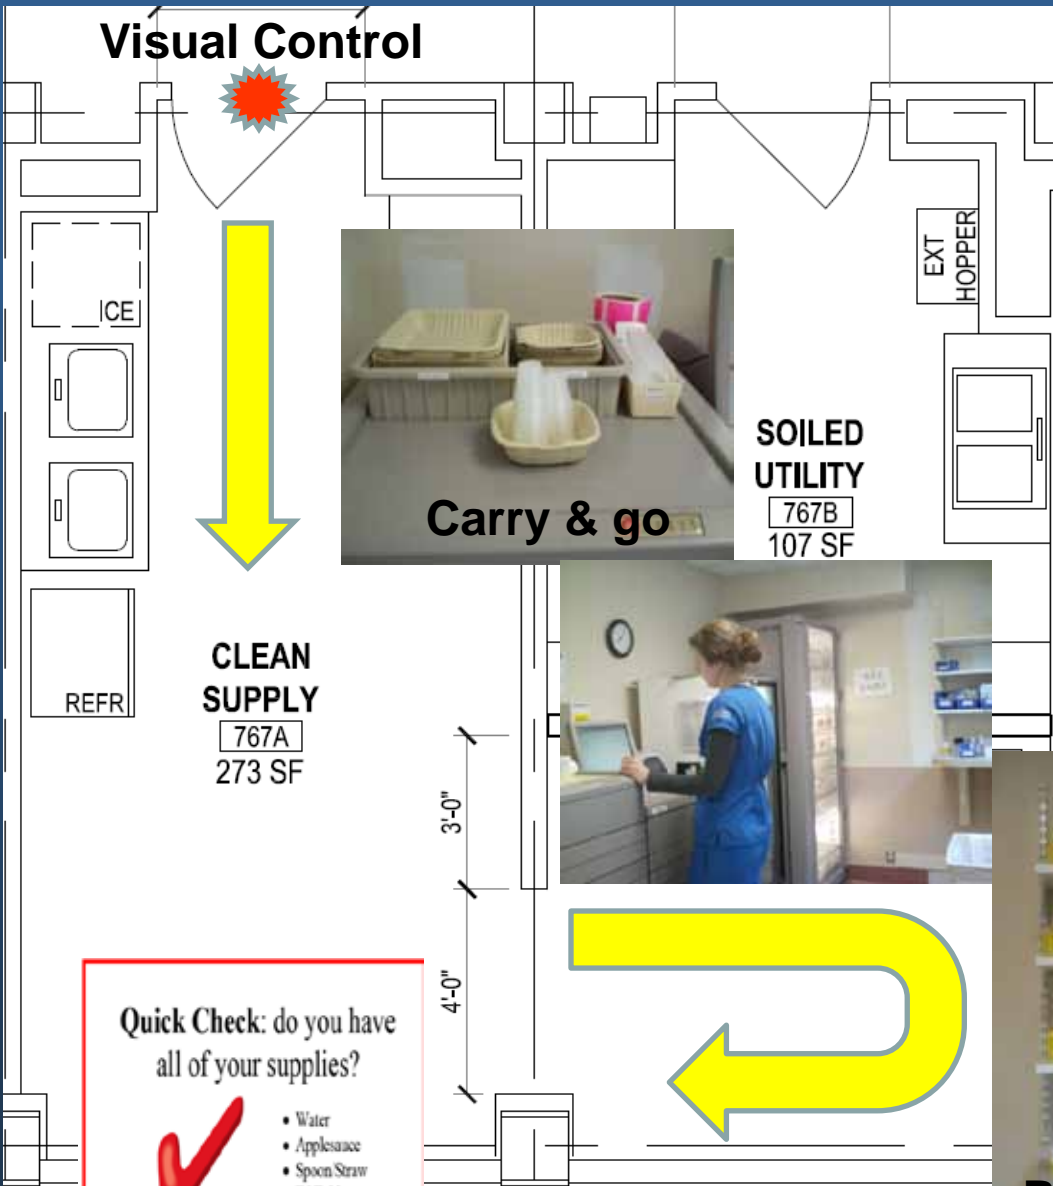 Visual Control
ICE
EXT
HOPPER
SOILED
UTILITY
767B
107 SF
Carry & go
CLEAN
SUPPLY
767A
273 SF
REFR
3'-0"
4'-0"
Quick Check: do you have
all of your supplies?
• Water
• Applesauce
• Spoon/Straw